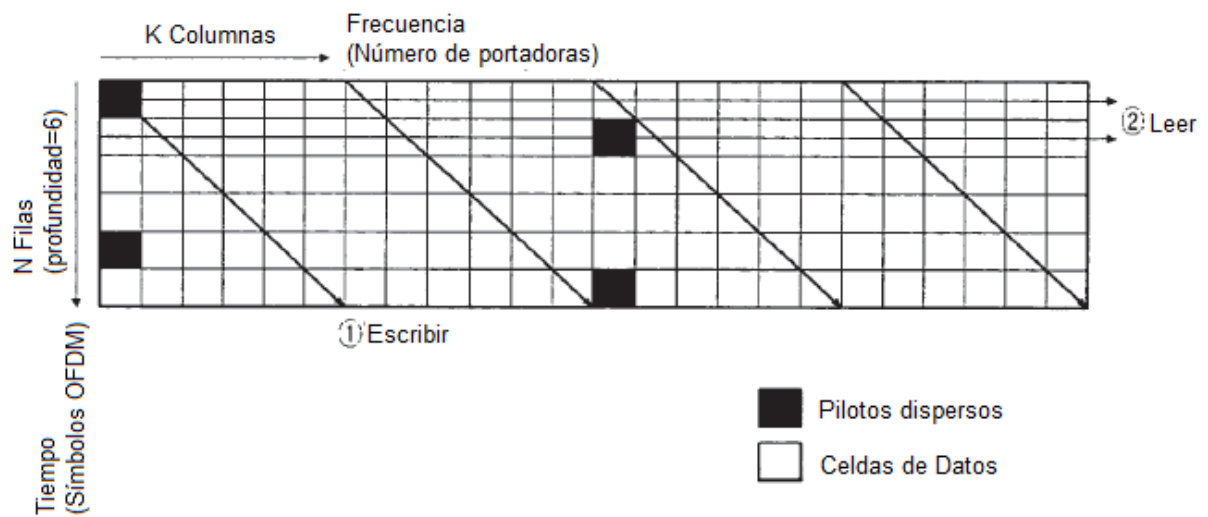 K Columnas
Frecuencia
(Número de portadoras)
N Filas
(profundidad=6)
② Leer
① Escribir
Tiempo
(Símbolos OFDM)
Pilotos dispersos
Celdas de Datos